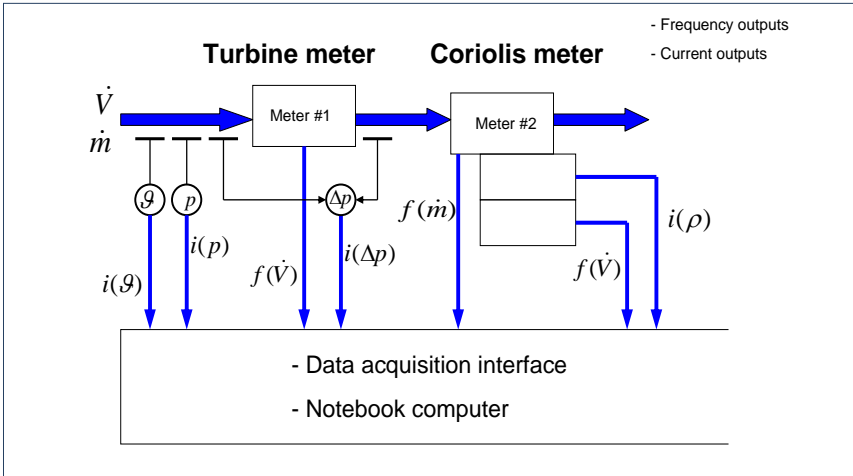 - Frequency outputs
- Current outputs
Turbine meter
Coriolis meter
V̇
ṁ
Meter #1
Meter #2
ϑ
p
Δp
i(ϑ)
i(p)
f(V̇)
i(Δp)
f(ṁ)
f(V̇)
i(ρ)
- Data acquisition interface
- Notebook computer